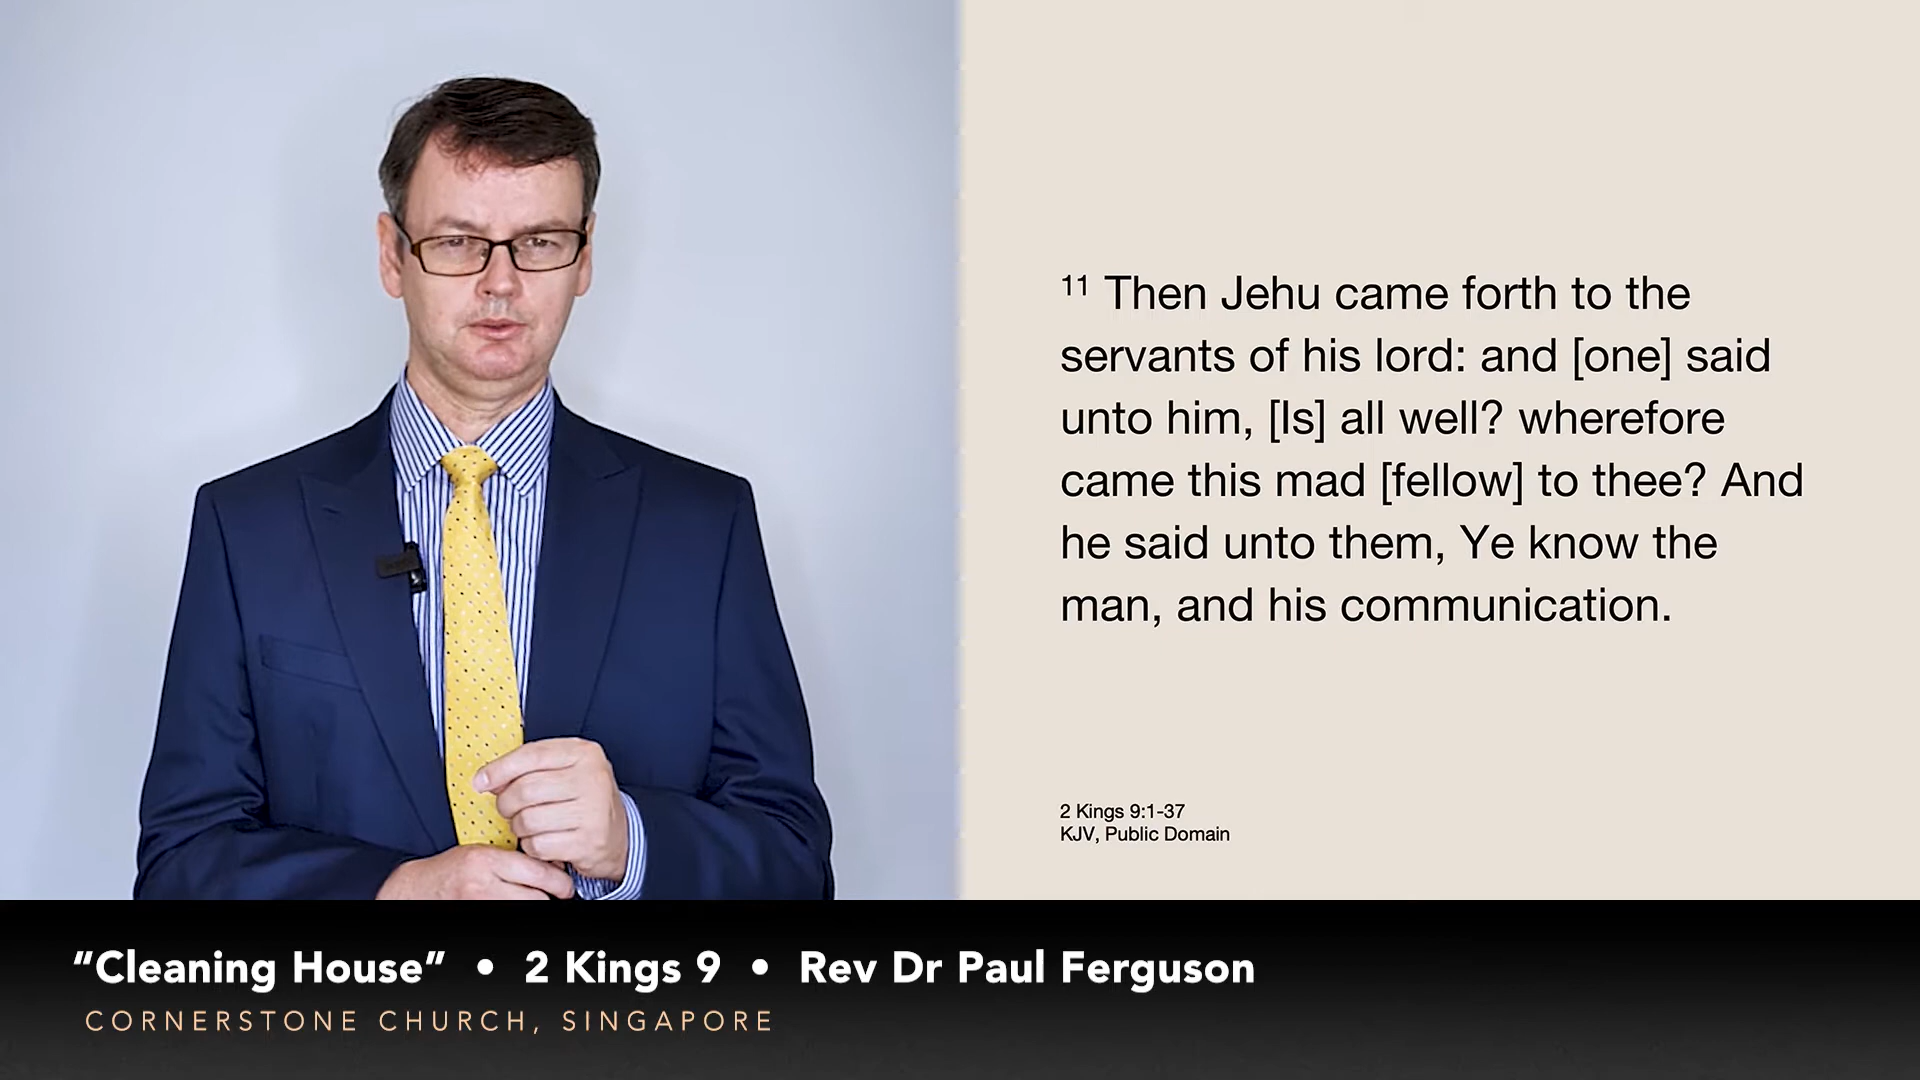 11 Then Jehu came forth to the
servants of his lord: and [one] said
unto him, [Is] all well? wherefore
came this mad [fellow] to thee? And
he said unto them, Ye know the
man, and his communication.
2 Kings 9:1-37
KJV, Public Domain
“Cleaning House” • 2 Kings 9 • Rev Dr Paul Ferguson
CORNERSTONE CHURCH, SINGAPORE